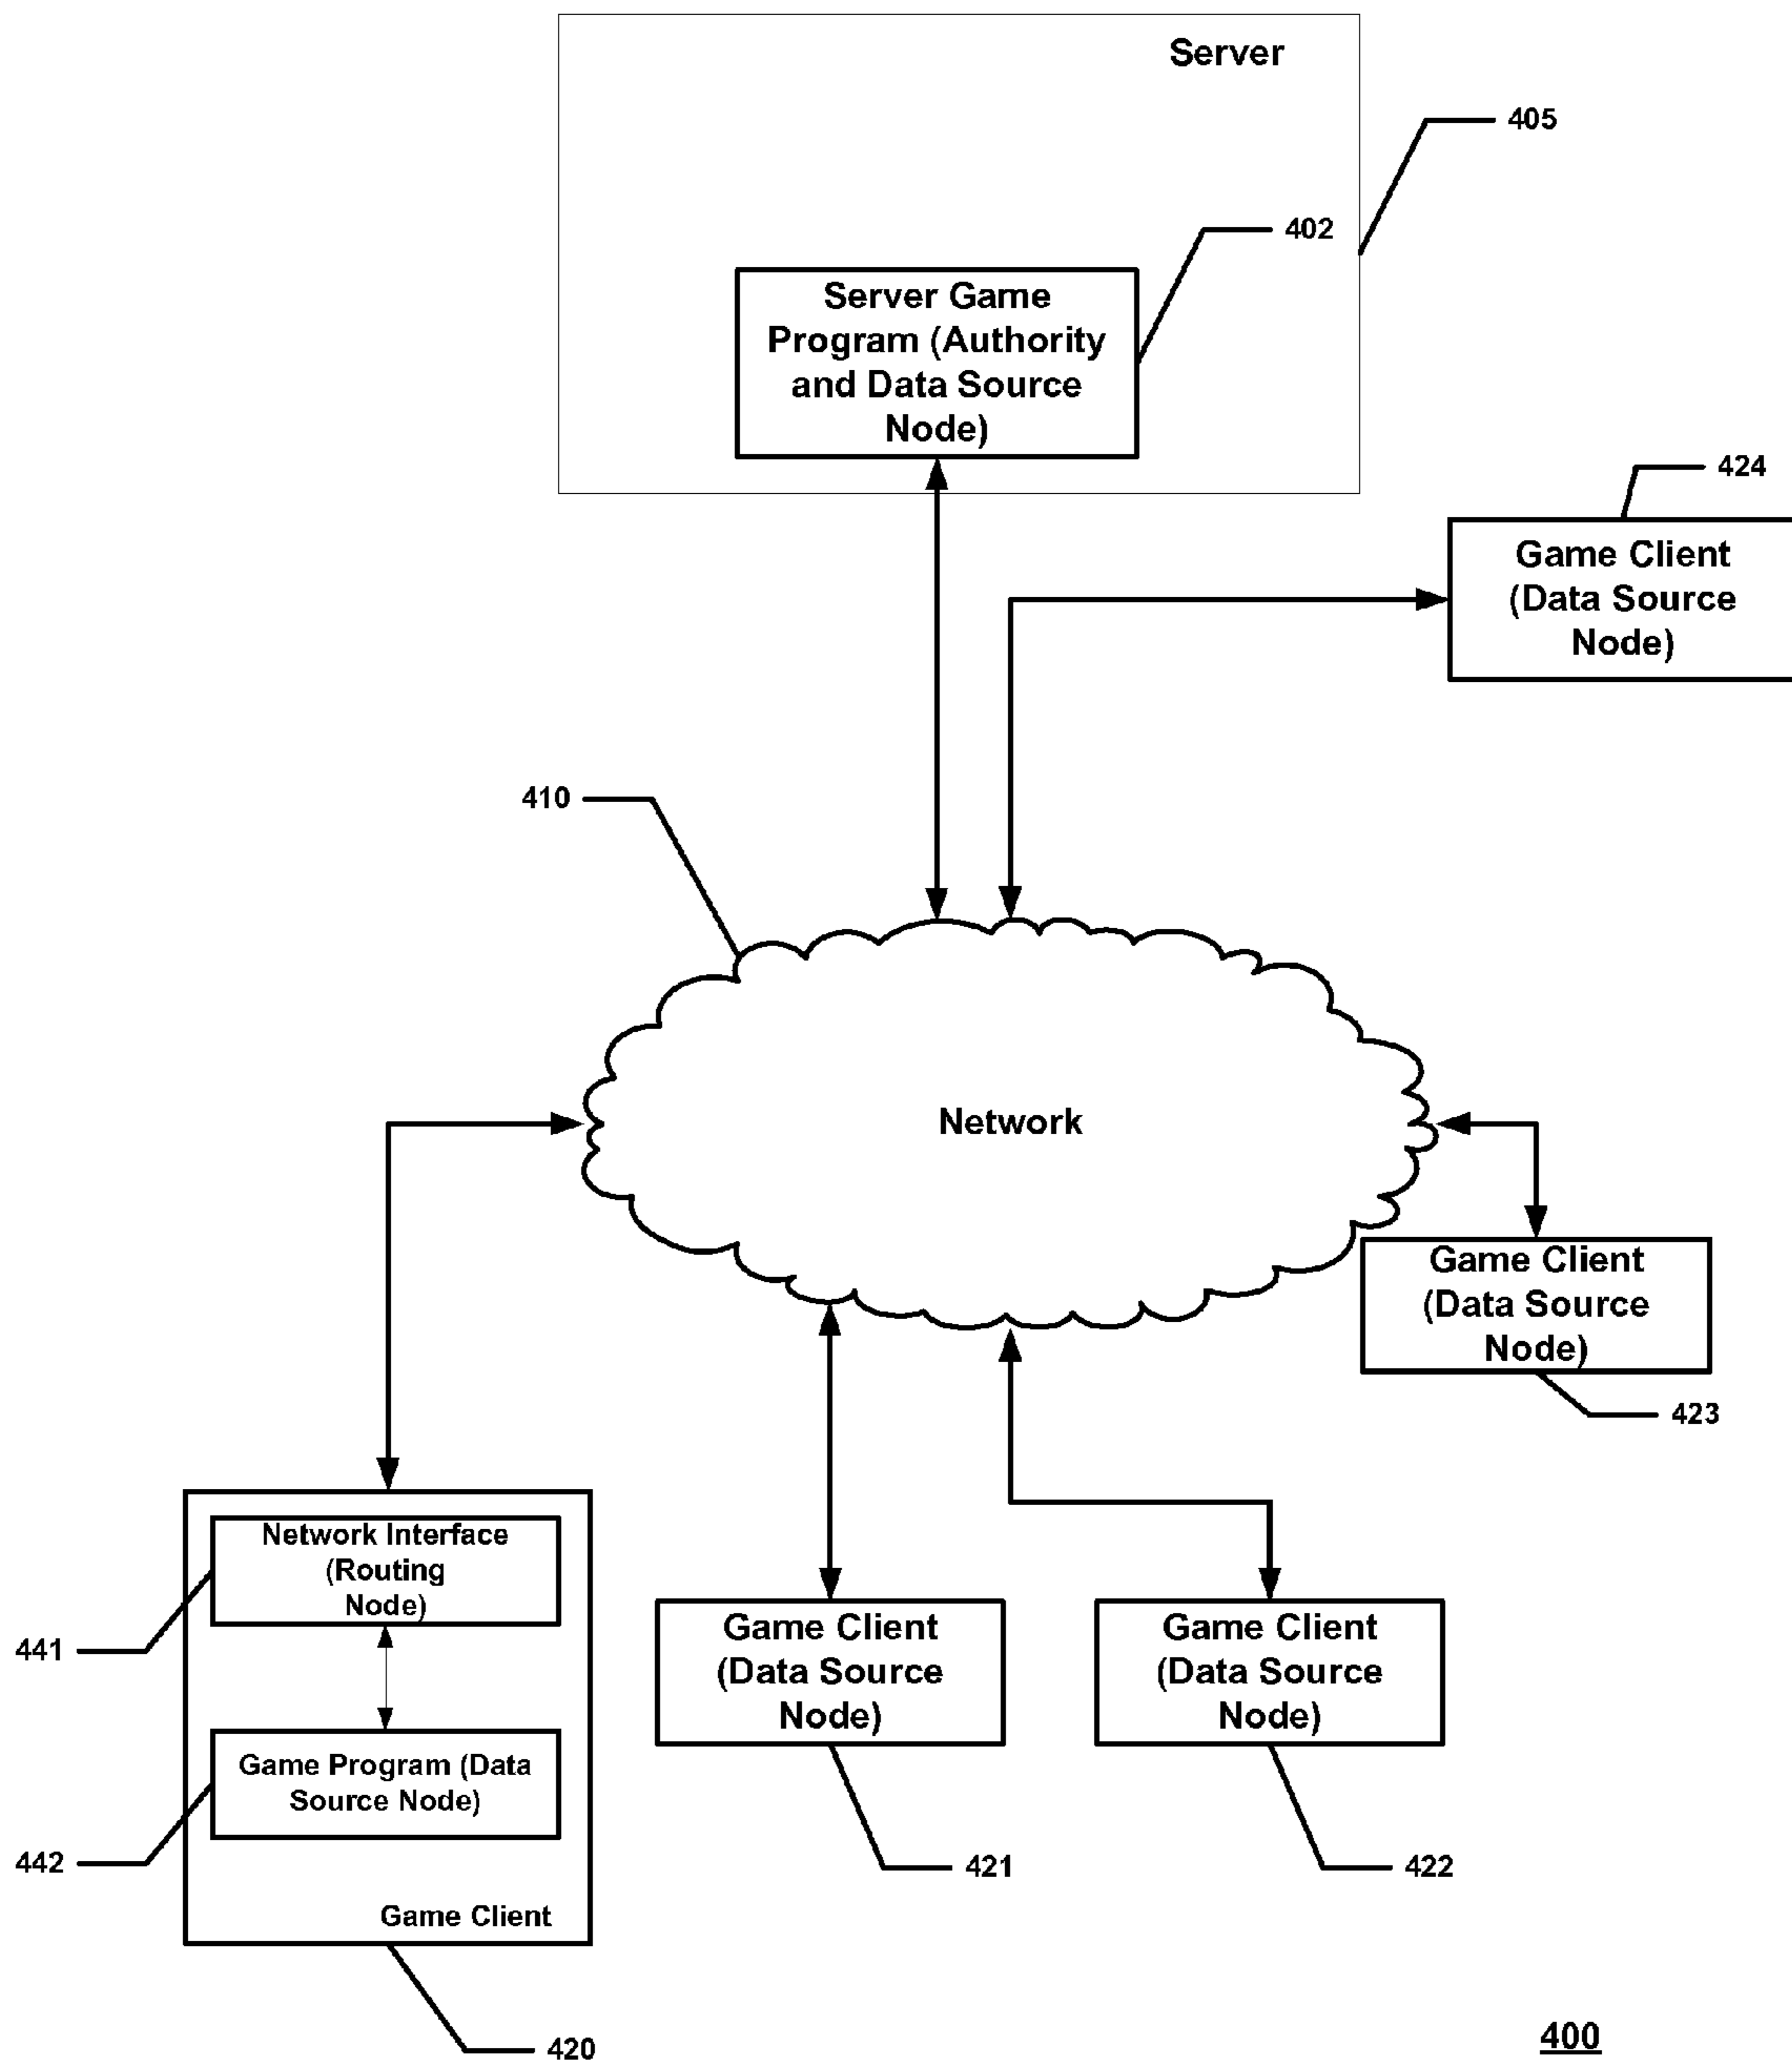 Server
405
402
Server Game
Program (Authority
and Data Source
Node)
424
Game Client
(Data Source
Node)
410
Network
Game Client
(Data Source
Node)
423
Network Interface
(Routing
Node)
441
Game Program (Data
Source Node)
442
Game Client
420
Game Client
(Data Source
Node)
421
Game Client
(Data Source
Node)
422
400